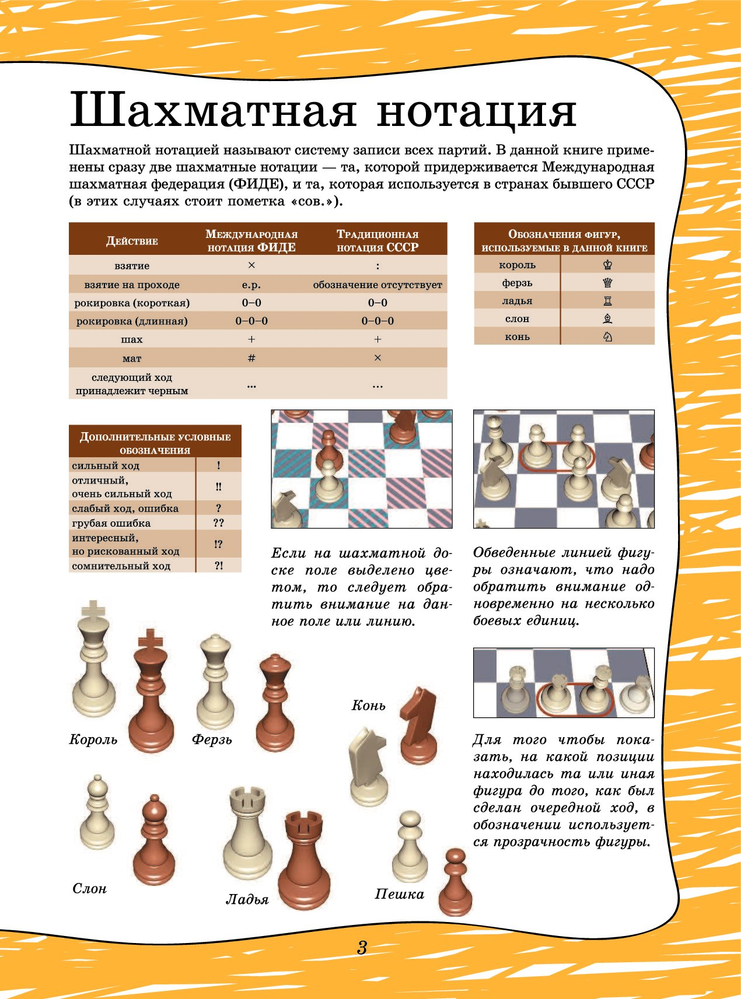 Шахматная нотация
Шахматной нотацией называют систему записи всех партий. В данной книге приме-
нены сразу две шахматные нотации — та, которой придерживается Международная
шахматная федерация (ФИДЕ), и та, которая используется в странах бывшего СССР
(в этих случаях стоит пометка «сов.»).
Действие Международная нотация ФИДЕ Традиционная нотация СССР
взятие × :
взятие на проходе e.p. обозначение отсутствует
рокировка (короткая) 0–0 0–0
рокировка (длинная) 0–0–0 0–0–0
шах + +
мат # ×
следующий ход
принадлежит черным ... ...
Обозначения фигур,
используемые в данной книге
король ♔
ферзь ♕
ладья ♖
слон ♗
конь ♘
Дополнительные условные
обозначения
сильный ход !
отличный,
очень сильный ход !!
слабый ход, ошибка ?
грубая ошибка ??
интересный,
но рискованный ход !?
сомнительный ход ?!
Если на шахматной до-
ске поле выделено цве-
том, то следует обра-
тить внимание на дан-
ное поле или линию.
Обведенные линией фигу-
ры означают, что надо
обратить внимание од-
новременно на несколько
боевых единиц.
Король
Ферзь
Конь
Слон
Ладья
Пешка
Для того чтобы пока-
зать, на какой позиции
находилась та или иная
фигура до того, как был
сделан очередной ход, в
обозначении использует-
ся прозрачность фигуры.
3